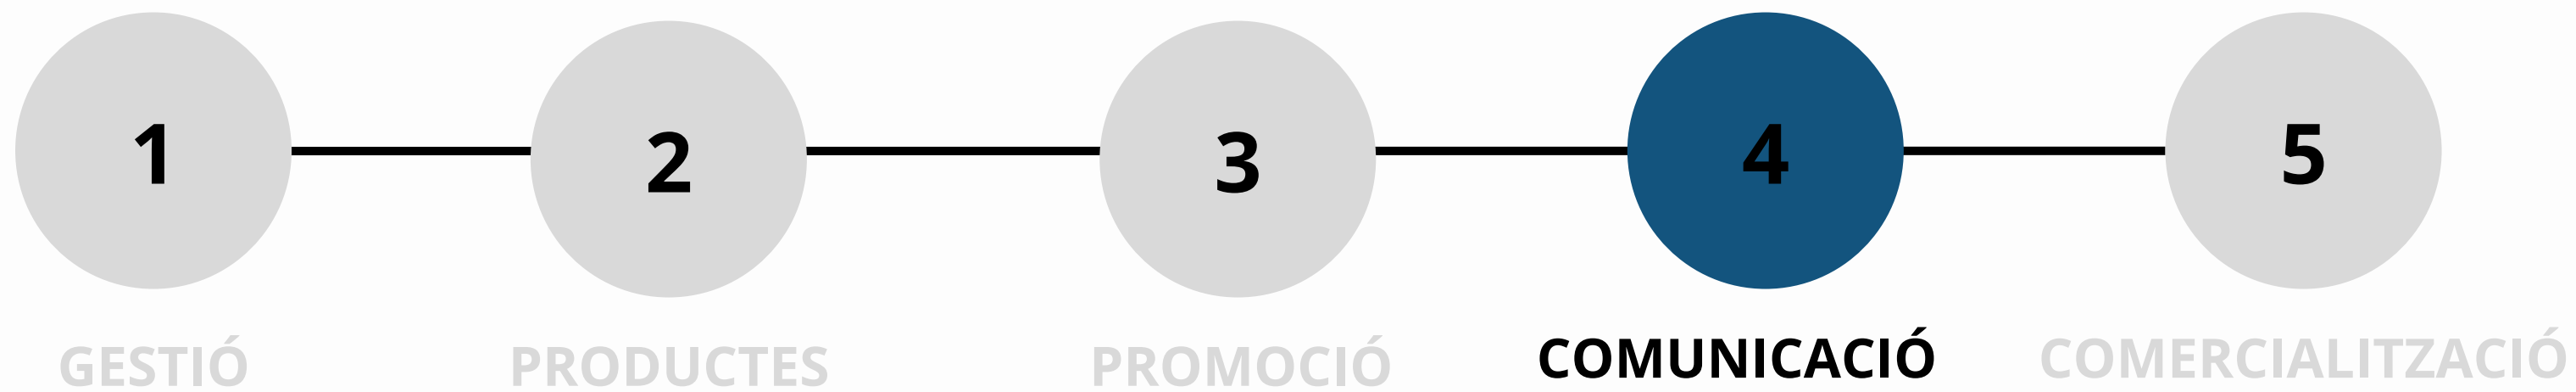 1 2 3 4 5
GESTIÓ PRODUCTES PROMOCIÓ COMUNICACIÓ COMERCIALITZACIÓ